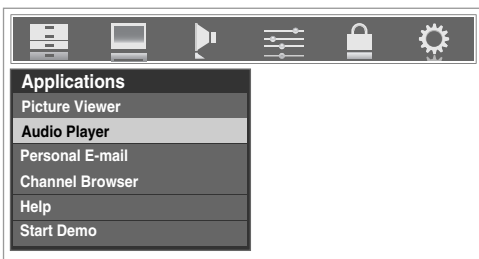 Applications
Picture Viewer
Audio Player
Personal E-mail
Channel Browser
Help
Start Demo